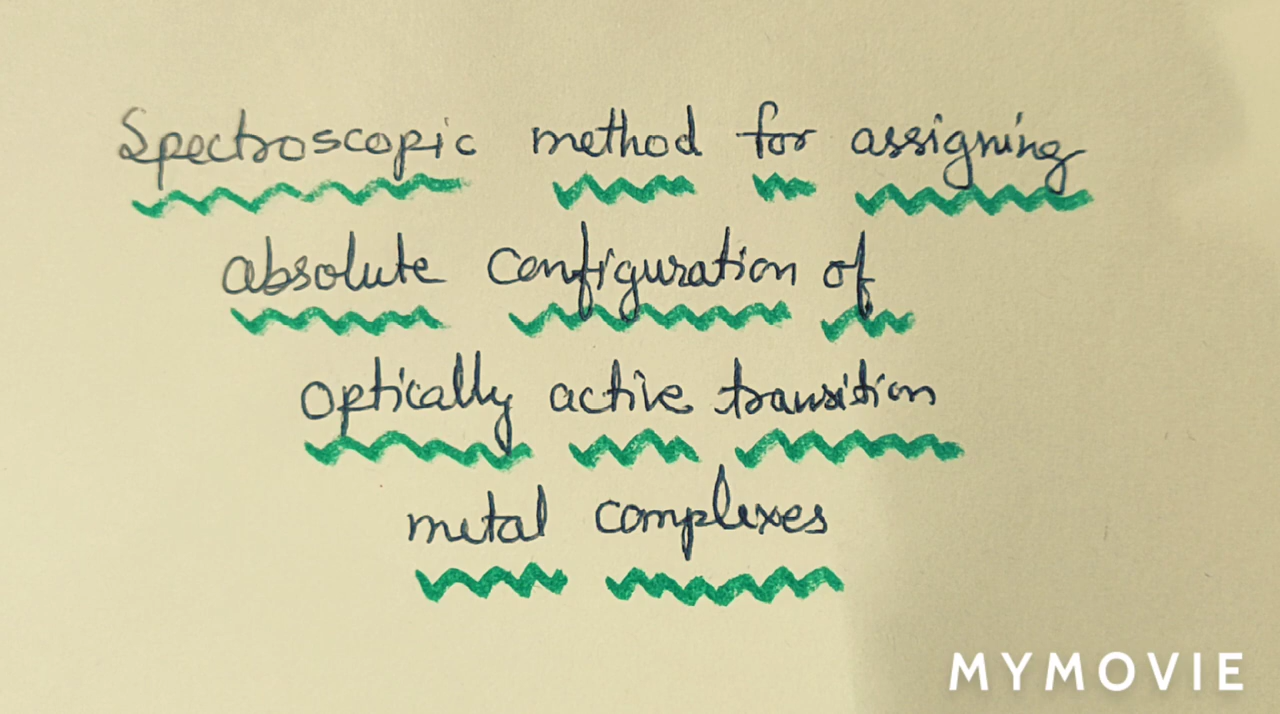 Spectroscopic method for assigning
absolute configuration of
optically active transition
metal complexes
MYMOVIE